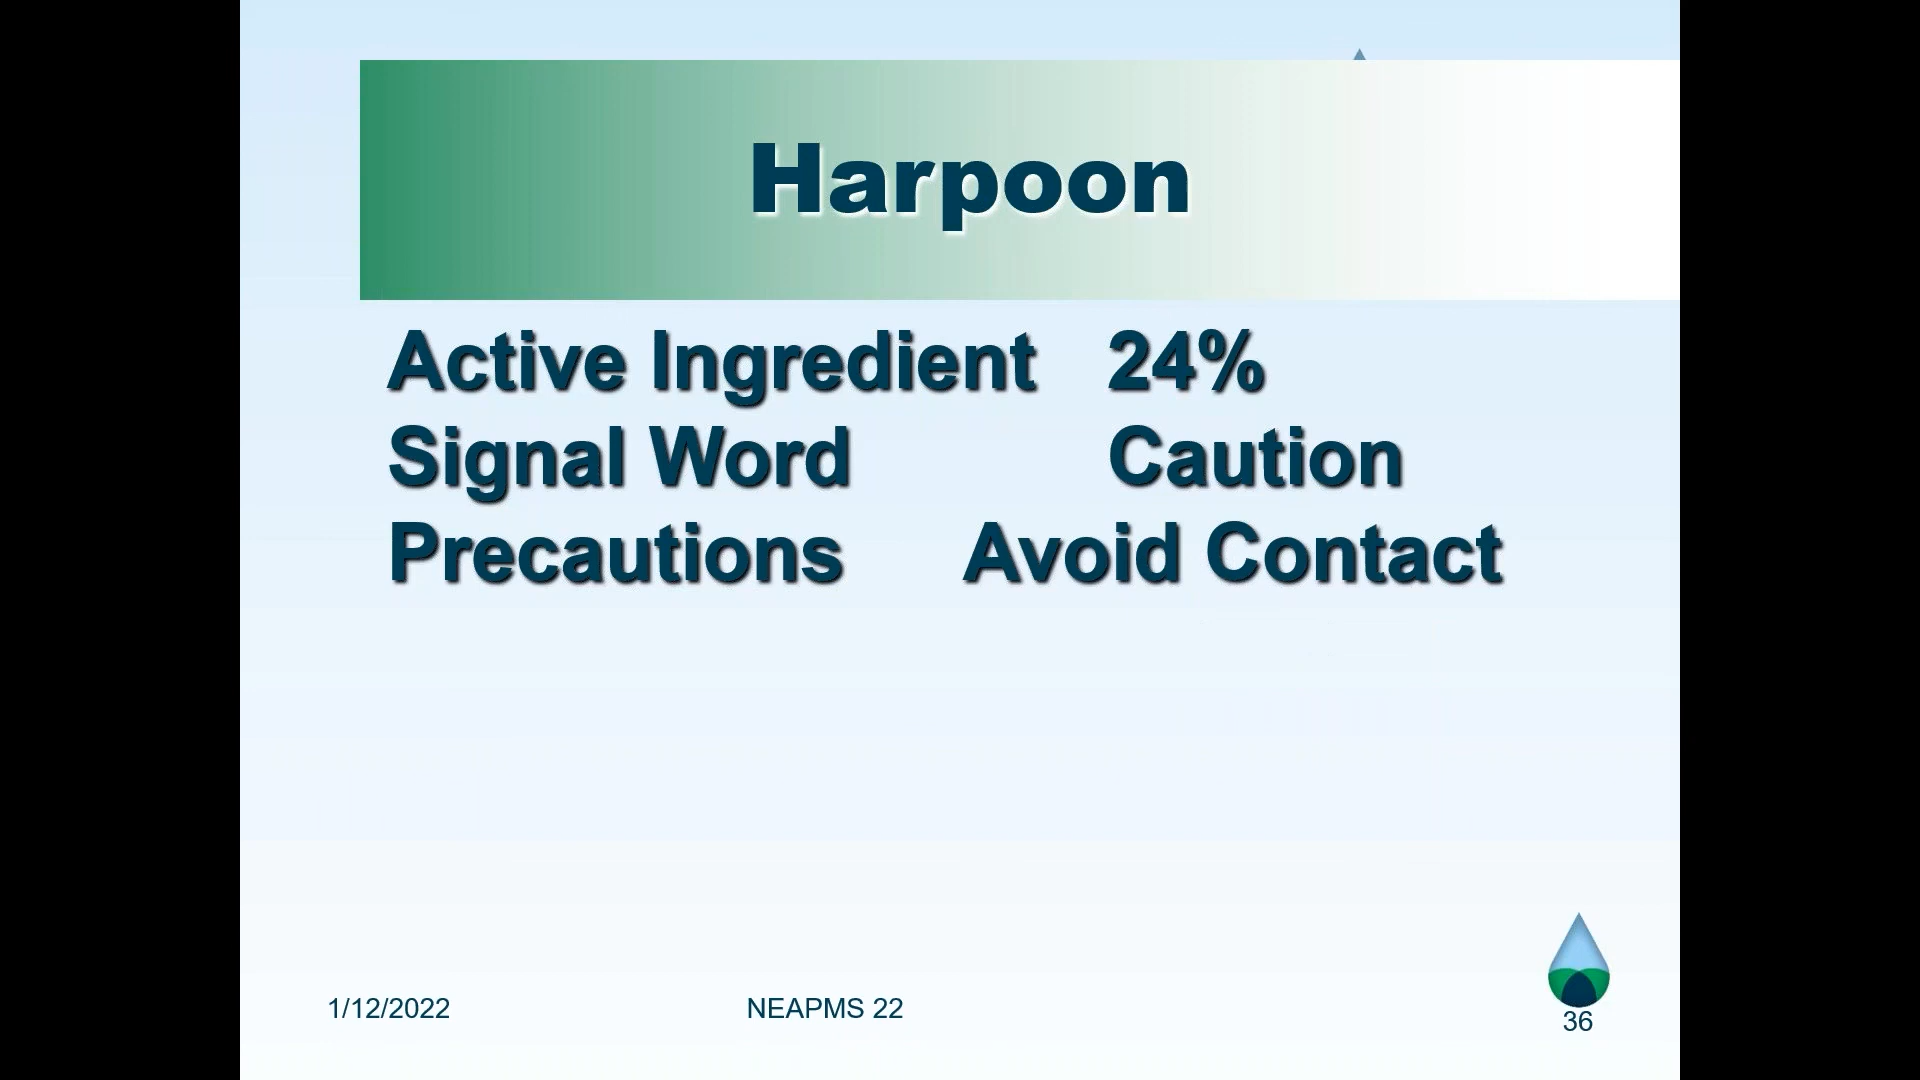 Harpoon
Active Ingredient 24%
Signal Word Caution
Precautions Avoid Contact
1/12/2022 NEAPMS 22 36